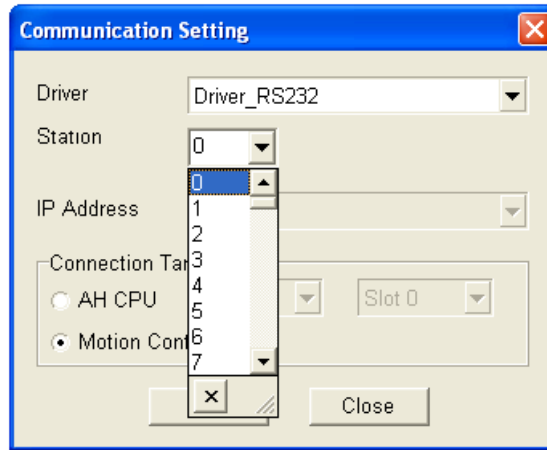 Communication Setting
Driver
Driver_RS232
Station
0
0
1
2
3
4
5
6
7
IP Address
Connection Tar
AH CPU
Slot 0
Motion Cont
Close